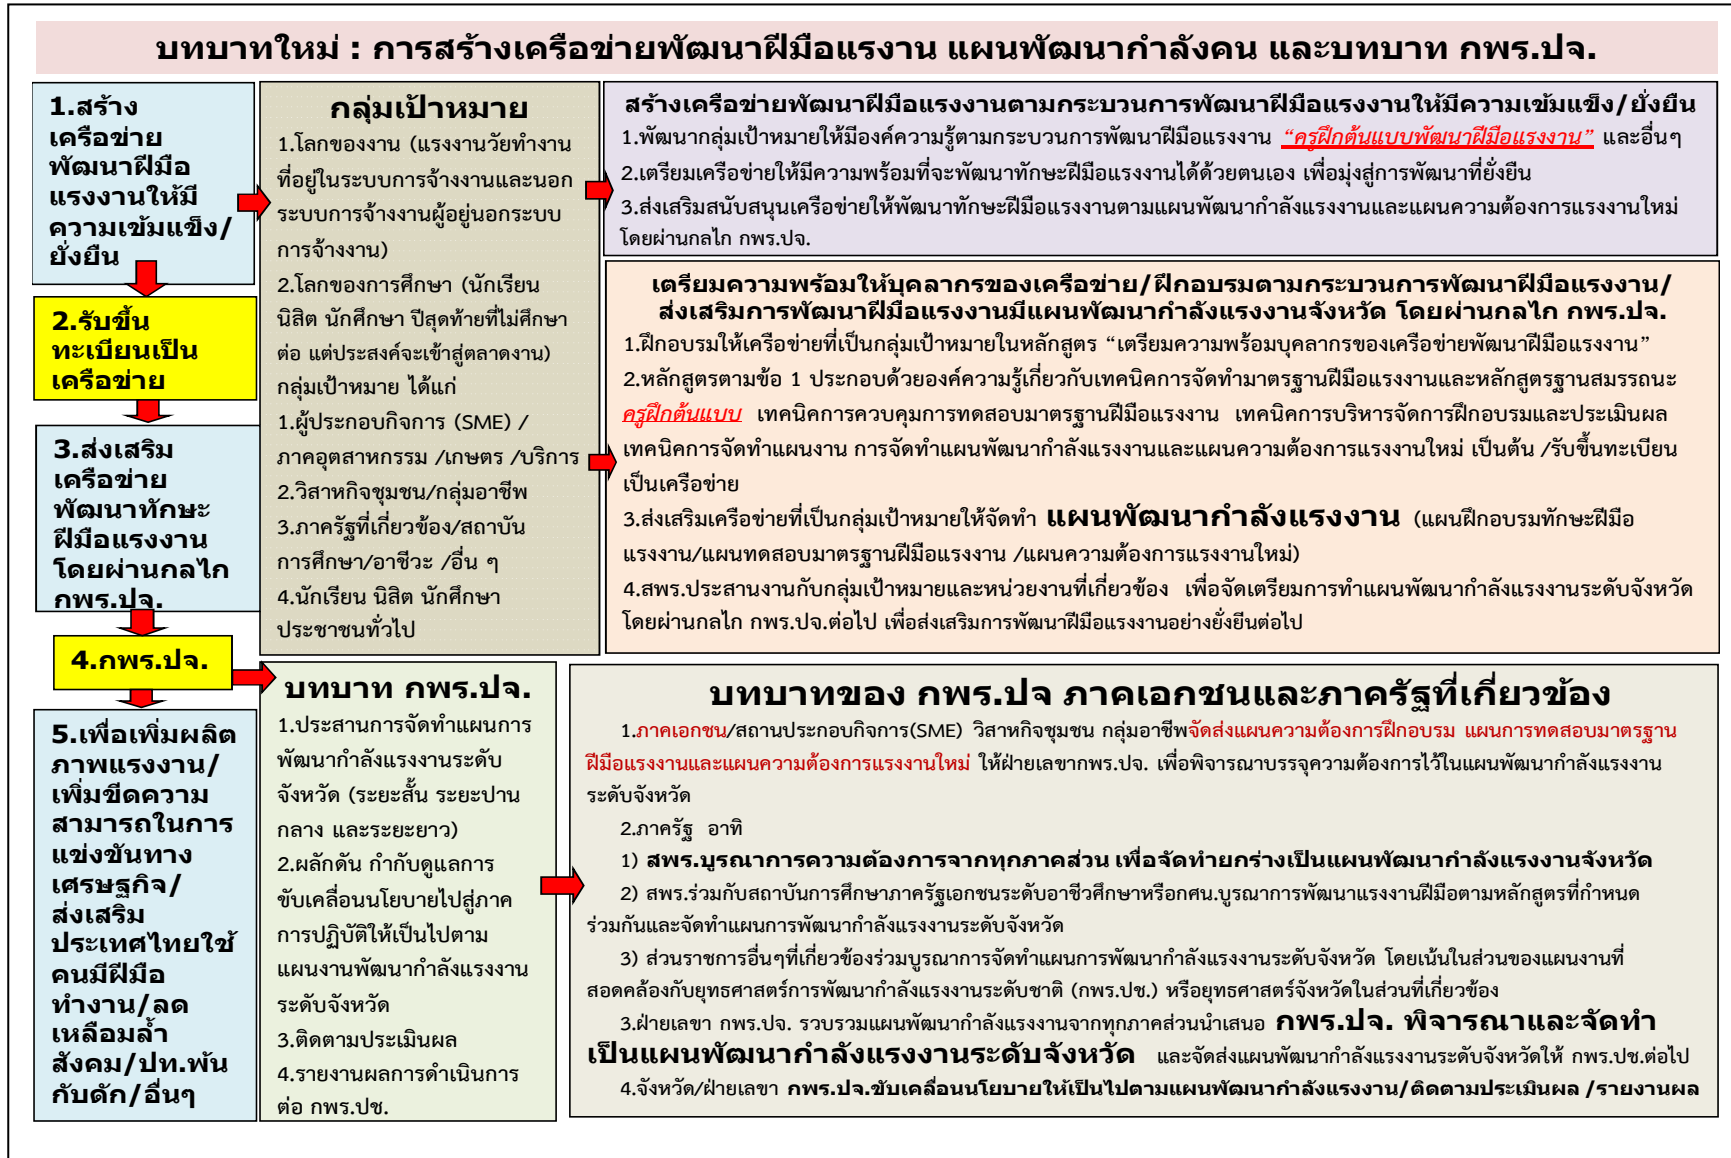 บทบาทใหม่ : การสร้างเครือข่ายพัฒนาฝีมือแรงงาน แผนพัฒนากำลังคน และบทบาท กพร.ปจ.
1.สร้าง
เครือข่าย
พัฒนาฝีมือ
แรงงานให้มี
ความเข้มแข็ง/
ยั่งยืน
2.รับขึ้น
ทะเบียนเป็น
เครือข่าย
3.ส่งเสริม
เครือข่าย
พัฒนาทักษะ
ฝีมือแรงงาน
โดยผ่านกลไก
กพร.ปจ.
4.กพร.ปจ.
5.เพื่อเพิ่มผลิต
ภาพแรงงาน/
เพิ่มขีดความ
สามารถในการ
แข่งขันทาง
เศรษฐกิจ/
ส่งเสริม
ประเทศไทยใช้
คนมีฝีมือ
ทำงาน/ลด
เหลือมล้ำ
สังคม/ปท.พ้น
กับดัก/อื่นๆ
กลุ่มเป้าหมาย
1.โลกของงาน (แรงงานวัยทำงาน
ที่อยู่ในระบบการจ้างงานและนอก
ระบบการจ้างงานผู้อยู่นอกระบบ
การจ้างงาน)
2.โลกของการศึกษา (นักเรียน
นิสิต นักศึกษา ปีสุดท้ายที่ไม่ศึกษา
ต่อ แต่ประสงค์จะเข้าสู่ตลาดงาน)
กลุ่มเป้าหมาย ได้แก่
1.ผู้ประกอบกิจการ (SME) /
ภาคอุตสาหกรรม /เกษตร /บริการ
2.วิสาหกิจชุมชน/กลุ่มอาชีพ
3.ภาครัฐที่เกี่ยวข้อง/สถาบัน
การศึกษา/อาชีวะ /อื่น ๆ
4.นักเรียน นิสิต นักศึกษา
ประชาชนทั่วไป
สร้างเครือข่ายพัฒนาฝีมือแรงงานตามกระบวนการพัฒนาฝีมือแรงงานให้มีความเข้มแข็ง/ยั่งยืน
1.พัฒนากลุ่มเป้าหมายให้มีองค์ความรู้ตามกระบวนการพัฒนาฝีมือแรงงาน “ครูฝึกต้นแบบพัฒนาฝีมือแรงงาน” และอื่นๆ
2.เตรียมเครือข่ายให้มีความพร้อมที่จะพัฒนาทักษะฝีมือแรงงานได้ด้วยตนเอง เพื่อมุ่งสู่การพัฒนาที่ยั่งยืน
3.ส่งเสริมสนับสนุนเครือข่ายให้พัฒนาทักษะฝีมือแรงงานตามแผนพัฒนากำลังแรงงานและแผนความต้องการแรงงานใหม่
โดยผ่านกลไก กพร.ปจ.
เตรียมความพร้อมให้บุคลากรของเครือข่าย/ฝึกอบรมตามกระบวนการพัฒนาฝีมือแรงงาน/
ส่งเสริมการพัฒนาฝีมือแรงงานมีแผนพัฒนากำลังแรงงานจังหวัด โดยผ่านกลไก กพร.ปจ.
1.ฝึกอบรมให้เครือข่ายที่เป็นกลุ่มเป้าหมายในหลักสูตร “เตรียมความพร้อมบุคลากรของเครือข่ายพัฒนาฝีมือแรงงาน”
2.หลักสูตรตามข้อ 1 ประกอบด้วยองค์ความรู้เกี่ยวกับเทคนิคการจัดทำมาตรฐานฝีมือแรงงานและหลักสูตรฐานสมรรถนะ
ครูฝึกต้นแบบ เทคนิคการควบคุมการทดสอบมาตรฐานฝีมือแรงงาน เทคนิคการบริหารจัดการฝึกอบรมและประเมินผล
เทคนิคการจัดทำแผนงาน การจัดทำแผนพัฒนากำลังแรงงานและแผนความต้องการแรงงานใหม่ เป็นต้น /รับขึ้นทะเบียน
เป็นเครือข่าย
3.ส่งเสริมเครือข่ายที่เป็นกลุ่มเป้าหมายให้จัดทำ แผนพัฒนากำลังแรงงาน (แผนฝึกอบรมทักษะฝีมือ
แรงงาน/แผนทดสอบมาตรฐานฝีมือแรงงาน /แผนความต้องการแรงงานใหม่)
4.สพร.ประสานงานกับกลุ่มเป้าหมายและหน่วยงานที่เกี่ยวข้อง เพื่อจัดเตรียมการทำแผนพัฒนากำลังแรงงานระดับจังหวัด
โดยผ่านกลไก กพร.ปจ.ต่อไป เพื่อส่งเสริมการพัฒนาฝีมือแรงงานอย่างยั่งยืนต่อไป
บทบาท กพร.ปจ.
1.ประสานการจัดทำแผนการ
พัฒนากำลังแรงงานระดับ
จังหวัด (ระยะสั้น ระยะปาน
กลาง และระยะยาว)
2.ผลักดัน กำกับดูแลการ
ขับเคลื่อนนโยบายไปสู่ภาค
การปฏิบัติให้เป็นไปตาม
แผนงานพัฒนากำลังแรงงาน
ระดับจังหวัด
3.ติดตามประเมินผล
4.รายงานผลการดำเนินการ
ต่อ กพร.ปช.
บทบาทของ กพร.ปจ ภาคเอกชนและภาครัฐที่เกี่ยวข้อง
1.ภาคเอกชน/สถานประกอบกิจการ(SME) วิสาหกิจชุมชน กลุ่มอาชีพจัดส่งแผนความต้องการฝึกอบรม แผนการทดสอบมาตรฐาน
ฝีมือแรงงานและแผนความต้องการแรงงานใหม่ ให้ฝ่ายเลขากพร.ปจ. เพื่อพิจารณาบรรจุความต้องการไว้ในแผนพัฒนากำลังแรงงาน
ระดับจังหวัด
2.ภาครัฐ อาทิ
1) สพร.บูรณาการความต้องการจากทุกภาคส่วน เพื่อจัดทำยกร่างเป็นแผนพัฒนากำลังแรงงานจังหวัด
2) สพร.ร่วมกับสถาบันการศึกษาภาครัฐเอกชนระดับอาชีวศึกษาหรือกศน.บูรณาการพัฒนาแรงงานฝีมือตามหลักสูตรที่กำหนด
ร่วมกันและจัดทำแผนการพัฒนากำลังแรงงานระดับจังหวัด
3) ส่วนราชการอื่นๆที่เกี่ยวข้องร่วมบูรณาการจัดทำแผนการพัฒนากำลังแรงงานระดับจังหวัด โดยเน้นในส่วนของแผนงานที่
สอดคล้องกับยุทธศาสตร์การพัฒนากำลังแรงงานระดับชาติ (กพร.ปช.) หรือยุทธศาสตร์จังหวัดในส่วนที่เกี่ยวข้อง
3.ฝ่ายเลขา กพร.ปจ. รวบรวมแผนพัฒนากำลังแรงงานจากทุกภาคส่วนนำเสนอ กพร.ปจ. พิจารณาและจัดทำ
เป็นแผนพัฒนากำลังแรงงานระดับจังหวัด และจัดส่งแผนพัฒนากำลังแรงงานระดับจังหวัดให้ กพร.ปช.ต่อไป
4.จังหวัด/ฝ่ายเลขา กพร.ปจ.ขับเคลื่อนนโยบายให้เป็นไปตามแผนพัฒนากำลังแรงงาน/ติดตามประเมินผล /รายงานผล